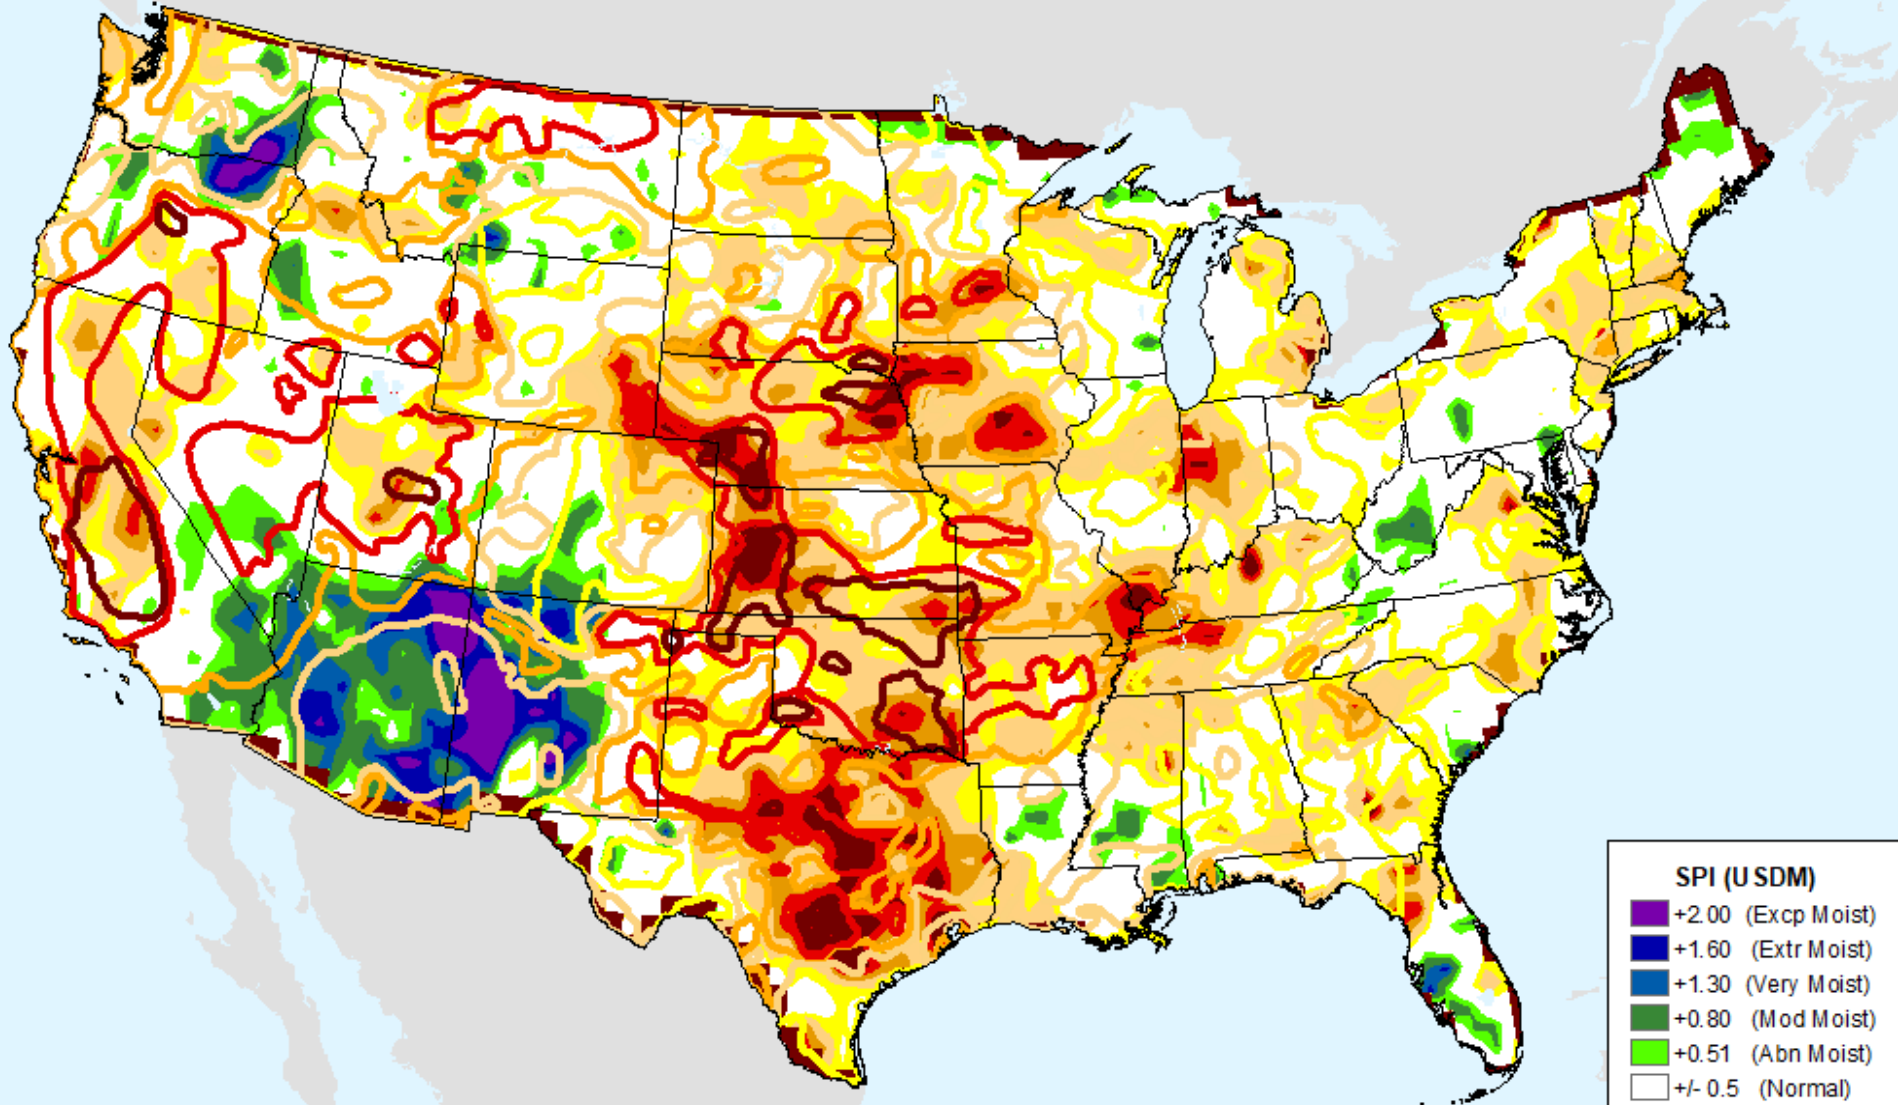 SPI (USDM)
+2.00 (Excp Moist)
+1.60 (Extr Moist)
+1.30 (Very Moist)
+0.80 (Mod Moist)
+0.51 (Abn Moist)
+/- 0.5 (Normal)